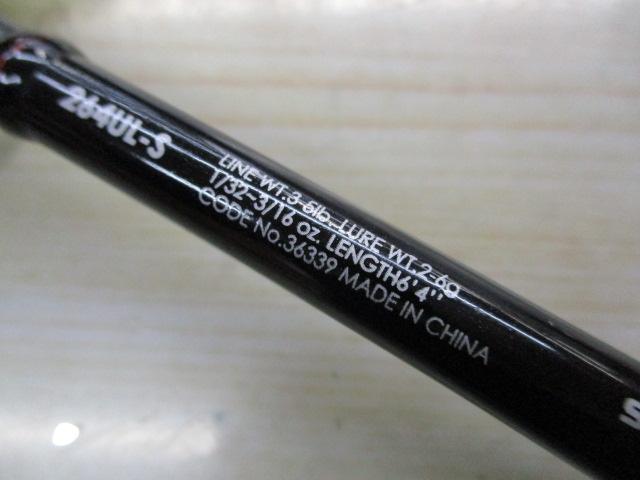 264UL-S
LINE WT.3-6lb. LURE WT.2-6g
1/32-3/16 oz. LENGTH6'4''
CODE No.36339 MADE IN CHINA
S